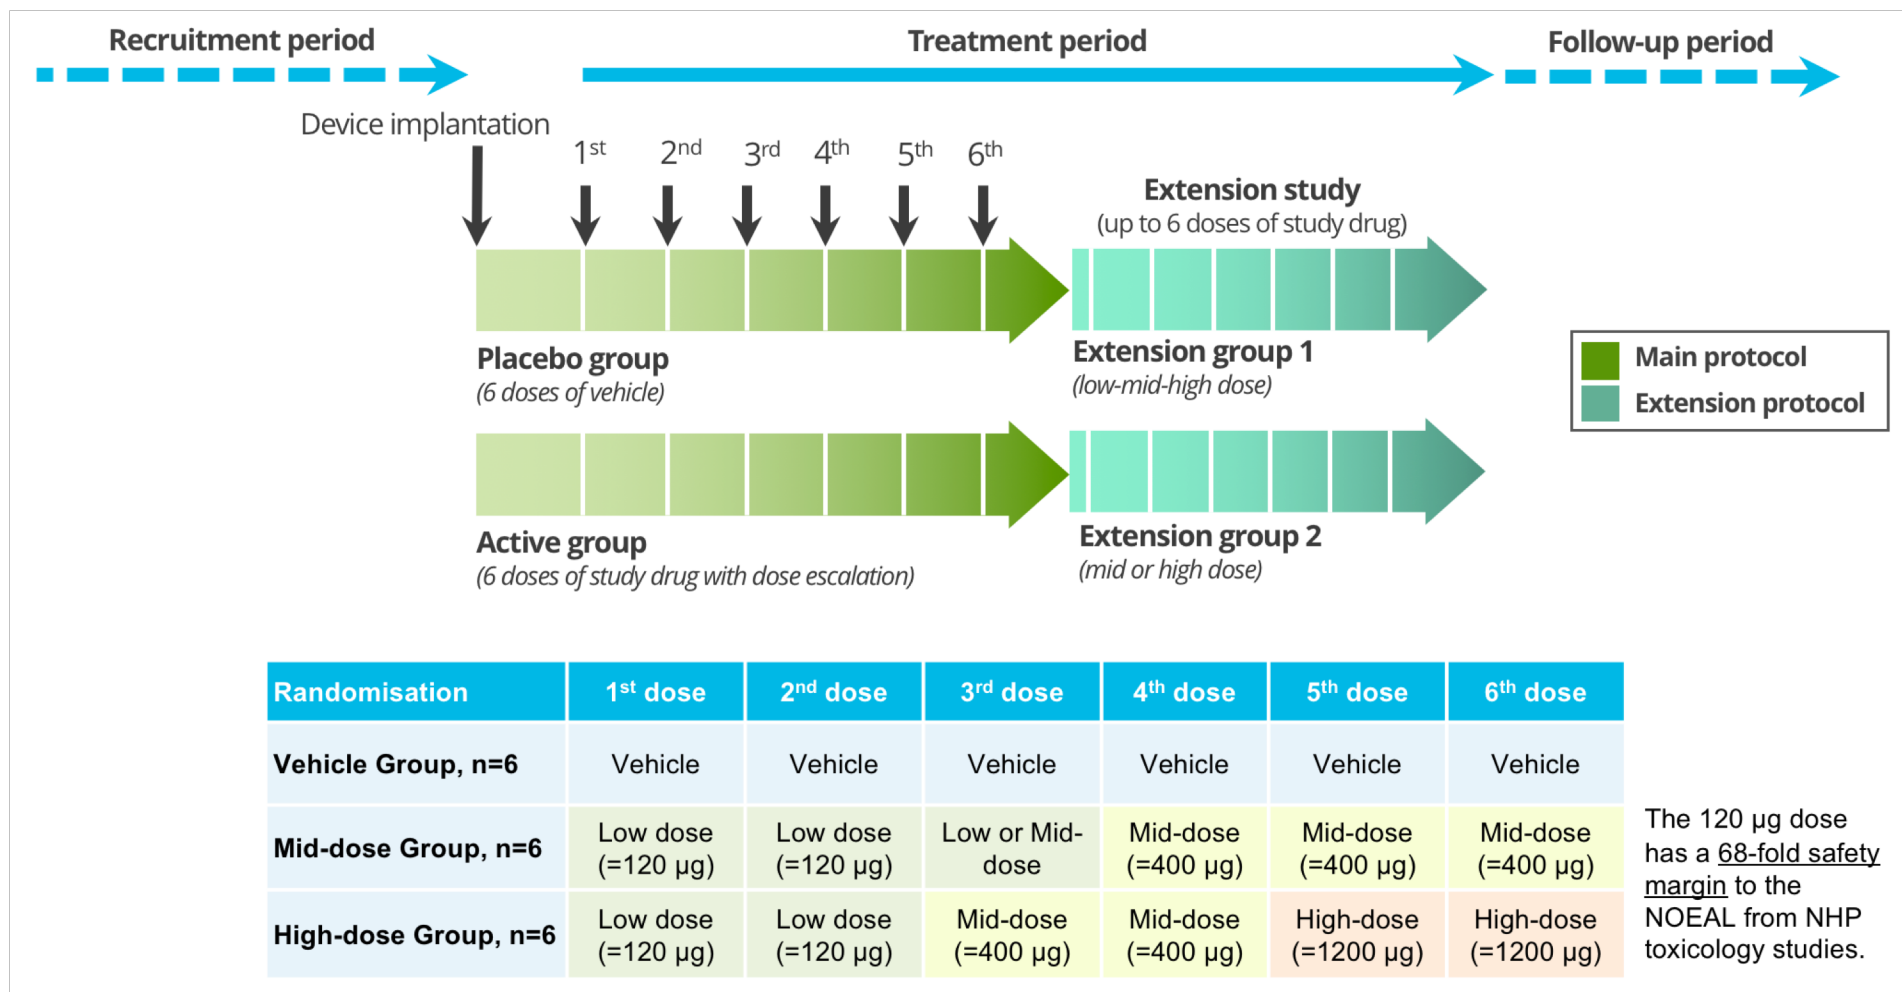 Recruitment period
Treatment period
Follow-up period
Device implantation
1st
2nd
3rd
4th
5th
6th
Extension study
(up to 6 doses of study drug)
Placebo group
(6 doses of vehicle)
Extension group 1
(low-mid-high dose)
Main protocol
Extension protocol
Active group
(6 doses of study drug with dose escalation)
Extension group 2
(mid or high dose)
Randomisation
1st dose
2nd dose
3rd dose
4th dose
5th dose
6th dose
Vehicle Group, n=6
Vehicle
Vehicle
Vehicle
Vehicle
Vehicle
Vehicle
Mid-dose Group, n=6
Low dose
(=120 µg)
Low dose
(=120 µg)
Low or Mid-
dose
Mid-dose
(=400 µg)
Mid-dose
(=400 µg)
Mid-dose
(=400 µg)
High-dose Group, n=6
Low dose
(=120 µg)
Low dose
(=120 µg)
Mid-dose
(=400 µg)
Mid-dose
(=400 µg)
High-dose
(=1200 µg)
High-dose
(=1200 µg)
The 120 µg dose
has a 68-fold safety
margin to the
NOEAL from NHP
toxicology studies.